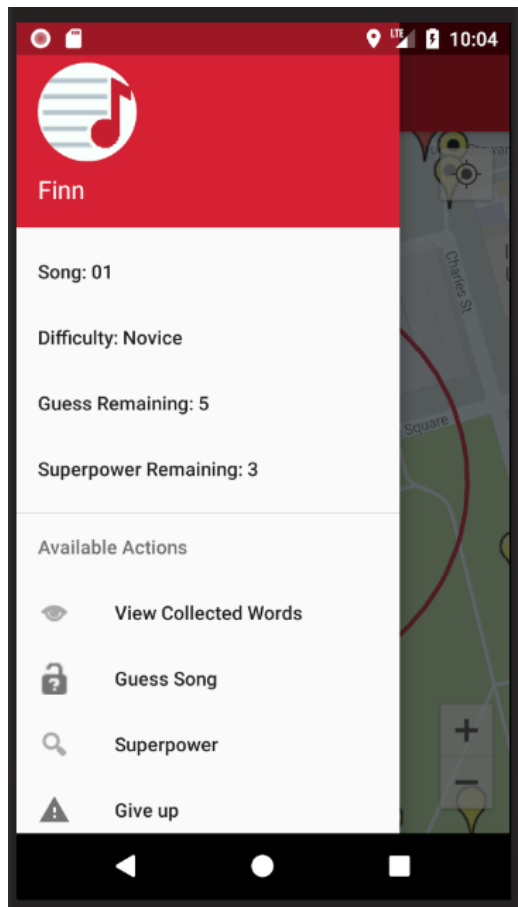 LTE 10:04
Finn
Song: 01
Difficulty: Novice
Guess Remaining: 5
Superpower Remaining: 3
Available Actions
View Collected Words
Guess Song
Superpower
Give up
Charles St
Square